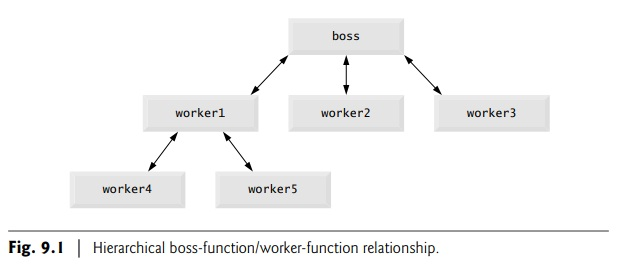 boss
worker1 worker2 worker3
worker4 worker5
Fig. 9.1 | Hierarchical boss-function/worker-function relationship.